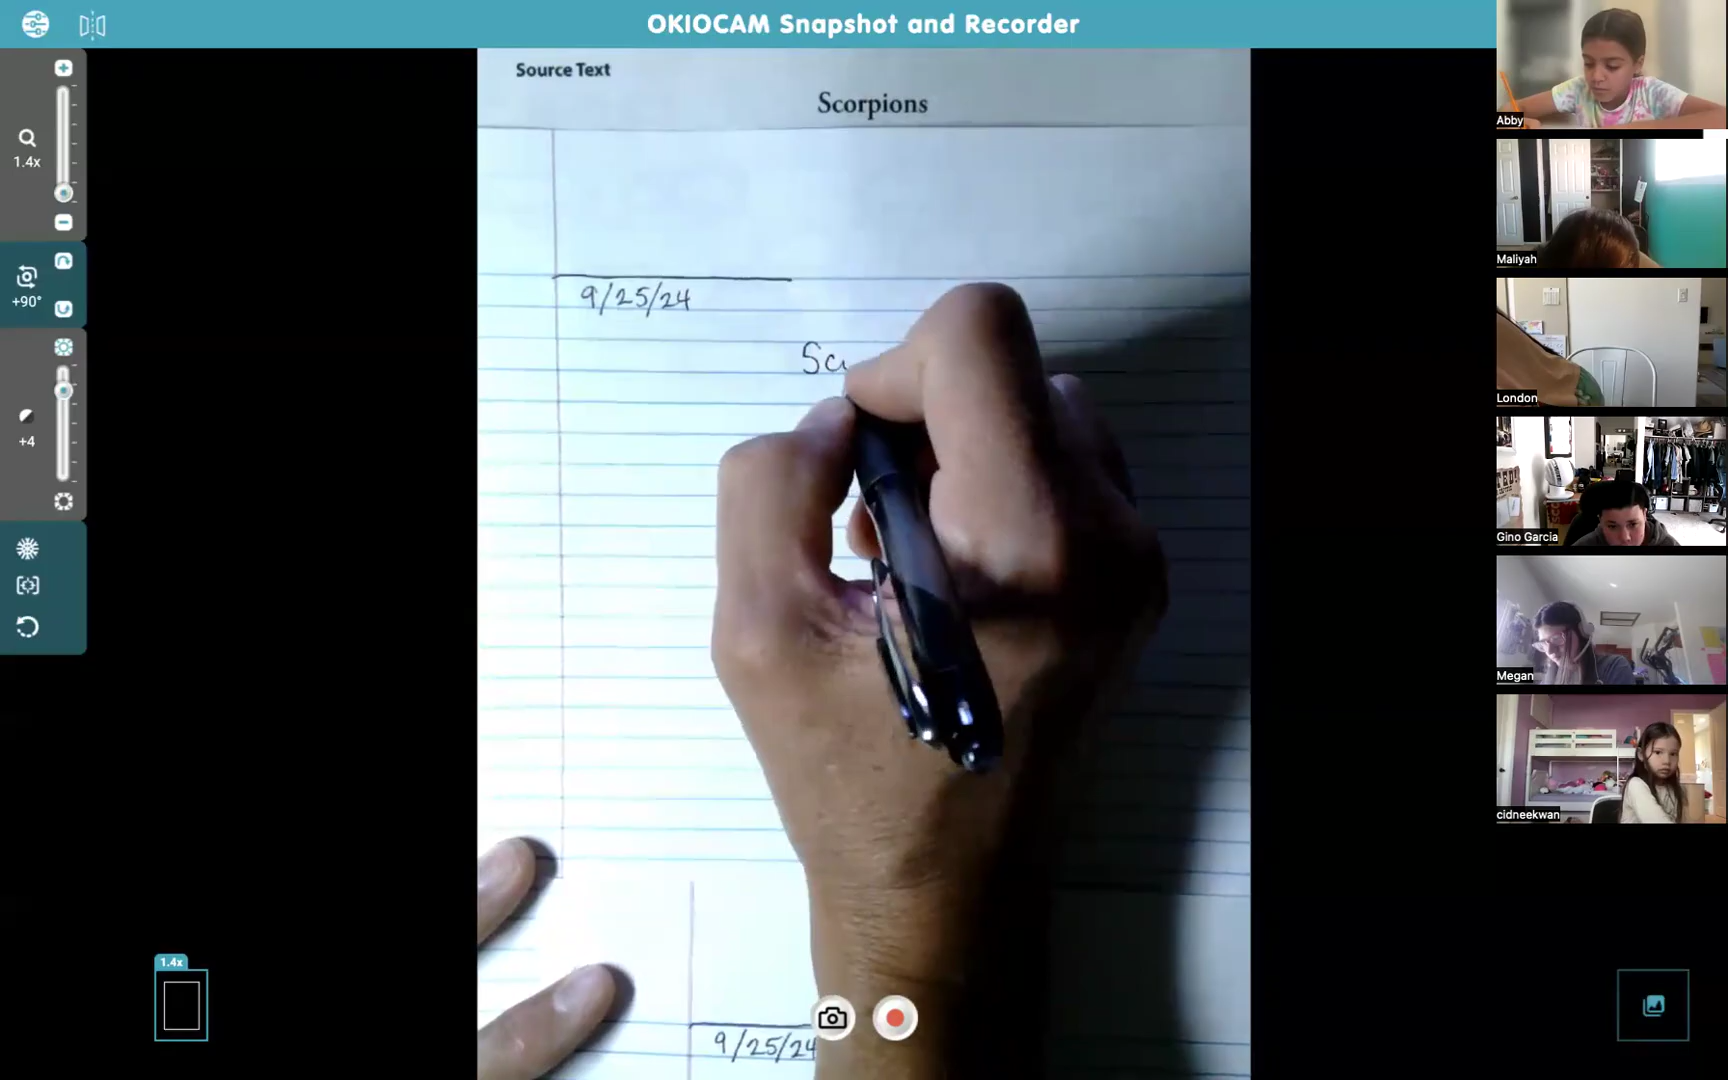 OKIOCAM Snapshot and Recorder
Source Text
Scorpions
9/25/24
9/25/24
1.4x
+90°
+4
1.4x
Abby
Maliyah
London
Gino Garcia
Megan
cidneekwan